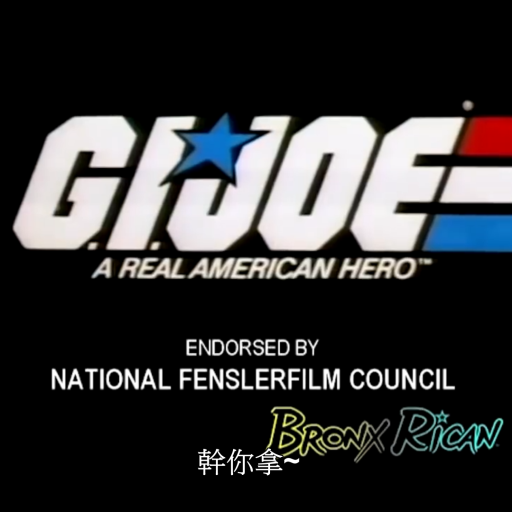 G.I.JOE
A REAL AMERICAN HERO™
ENDORSED BY
NATIONAL FENSLERFILM COUNCIL
BRONX RICAN
幹你拿~